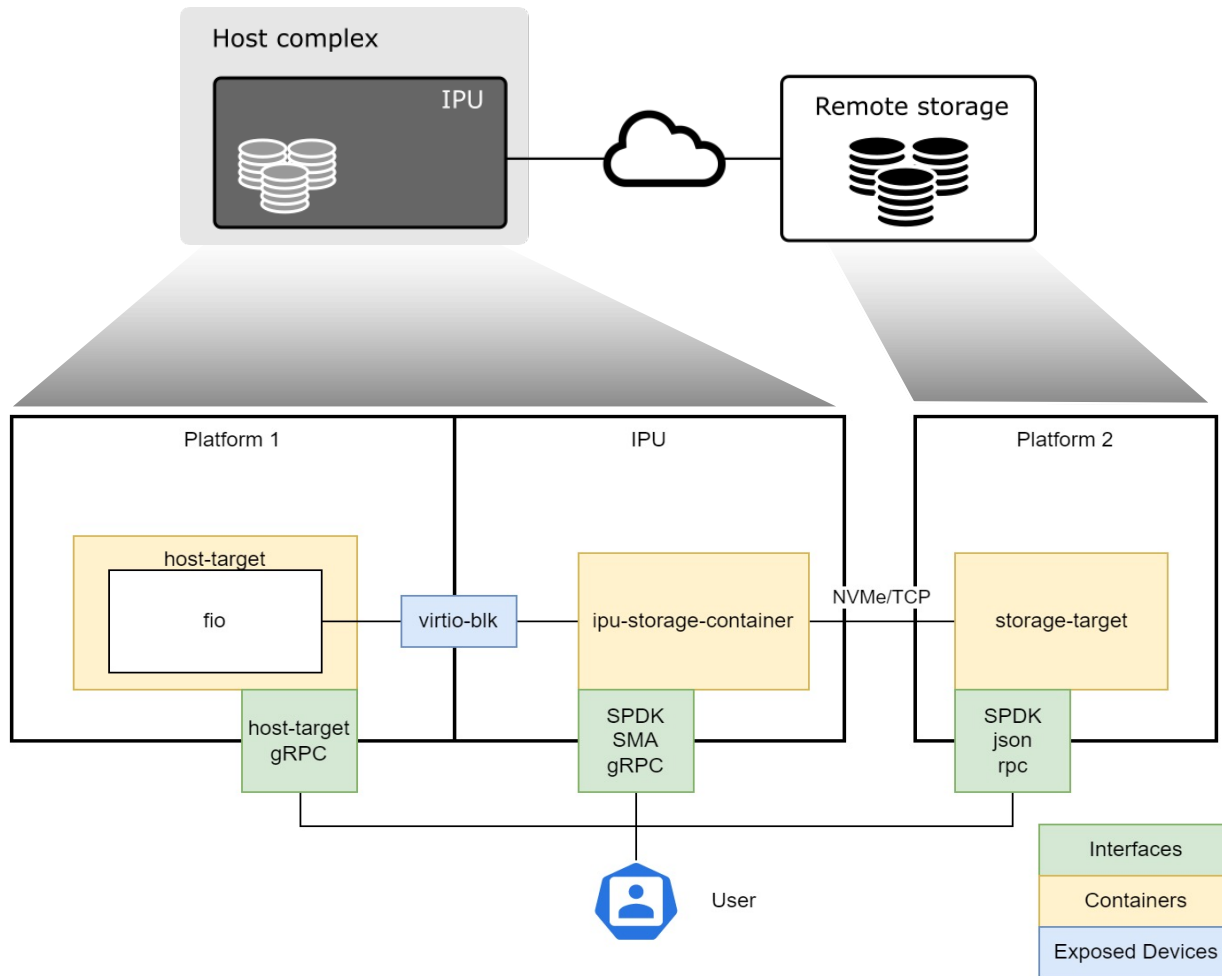 Host complex
IPU
Remote storage
Platform 1
IPU
Platform 2
host-target
fio
virtio-blk
ipu-storage-container
NVMe/TCP
storage-target
host-target
gRPC
SPDK
SMA
gRPC
SPDK
json
rpc
User
Interfaces
Containers
Exposed Devices